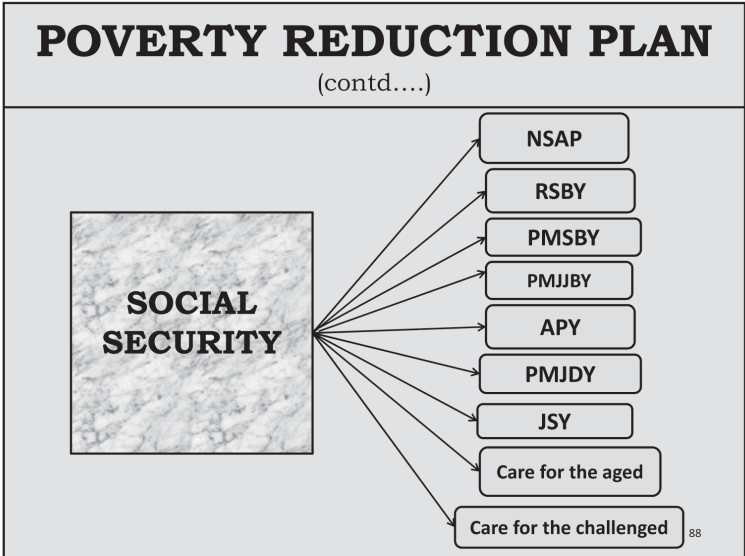 POVERTY REDUCTION PLAN
(contd....)
SOCIAL
SECURITY
NSAP
RSBY
PMSBY
PMJJBY
APY
PMJDY
JSY
Care for the aged
Care for the challenged
88